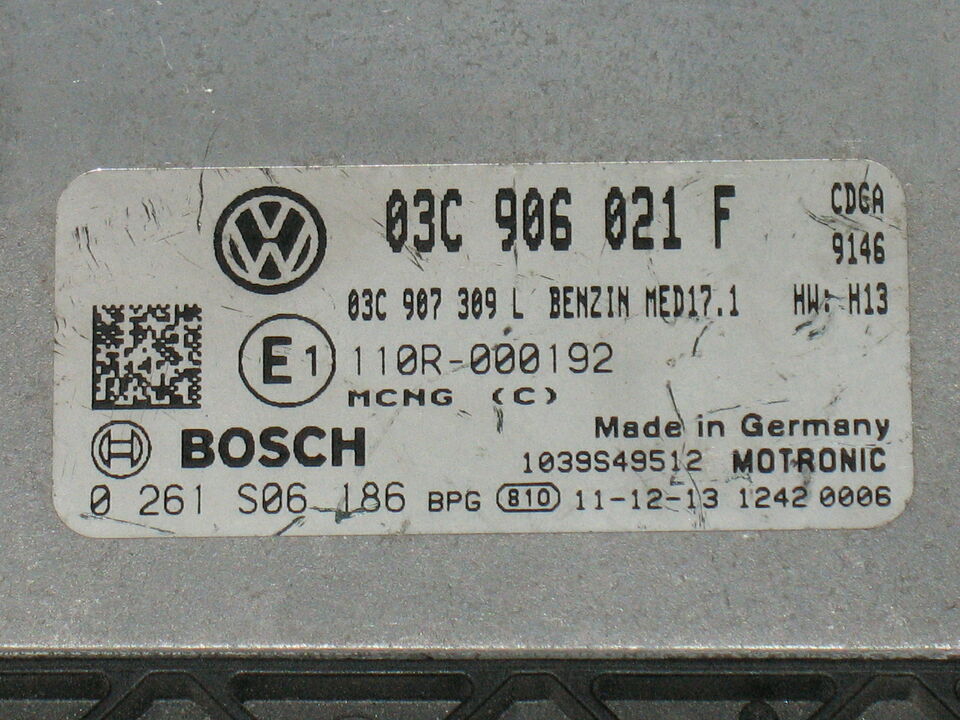 03C 906 021 F CDGA
9146
03C 907 309 L BENZIN MED17.1 HW: H13
E1 110R-000192
MCNG (C)
BOSCH
Made in Germany
1039S49512 MOTRONIC
0 261 S06 186 BPG 810 11-12-13 1242 0006